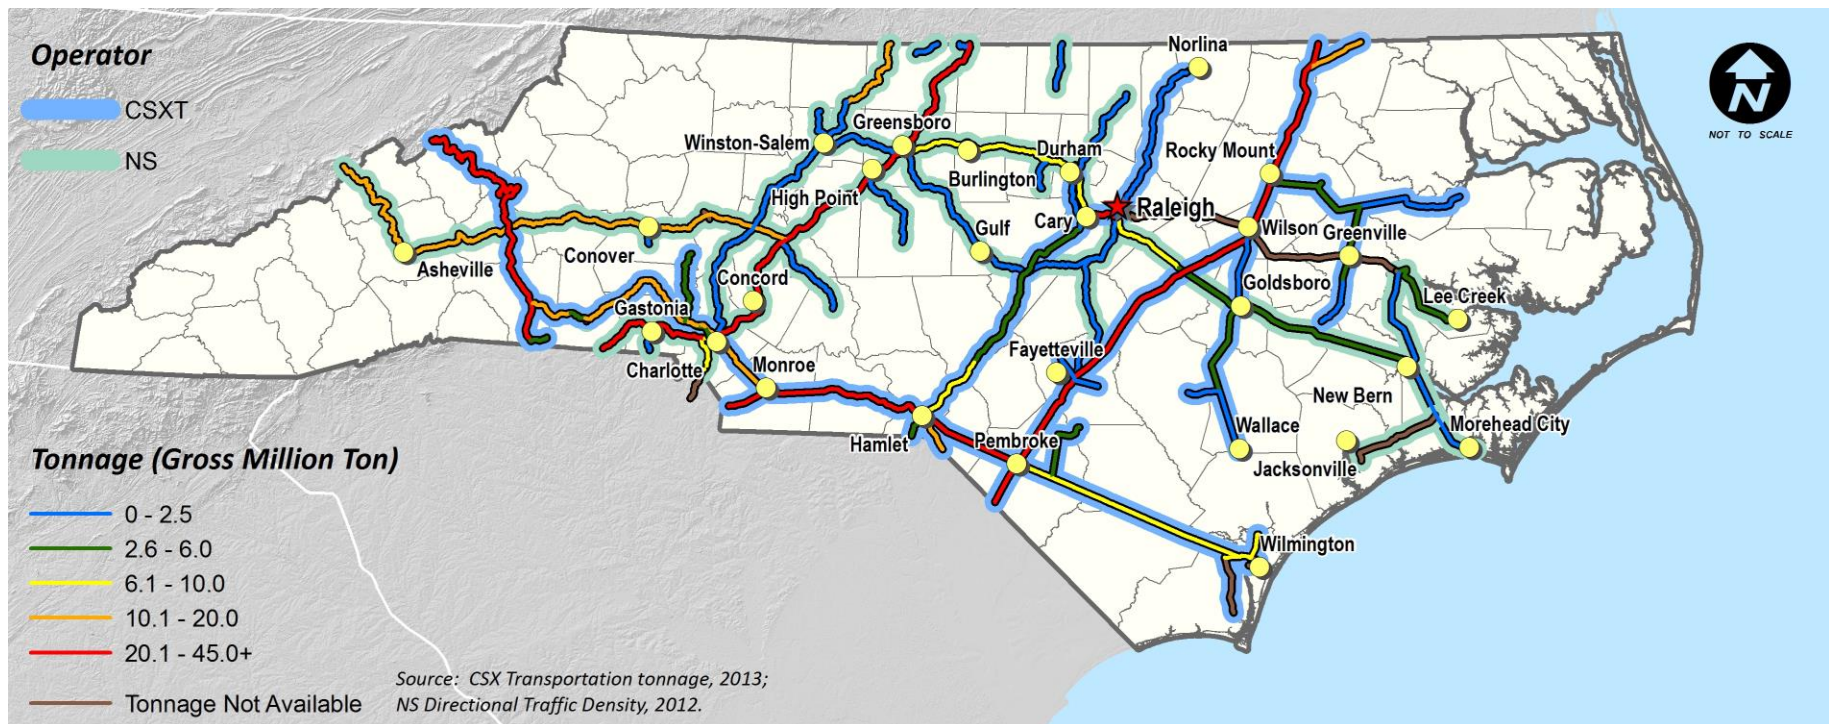 Operator
CSXT
NS
N
NOT TO SCALE
Norlina
Greensboro
Winston-Salem
Durham
Rocky Mount
Burlington
High Point
Raleigh
Cary
Gulf
Wilson
Greenville
Conover
Asheville
Concord
Goldsboro
Lee Creek
Gastonia
Fayetteville
Monroe
Charlotte
New Bern
Morehead City
Wallace
Hamlet
Pembroke
Jacksonville
Wilmington
Tonnage (Gross Million Ton)
0 - 2.5
2.6 - 6.0
6.1 - 10.0
10.1 - 20.0
20.1 - 45.0+
Tonnage Not Available
Source: CSX Transportation tonnage, 2013;
NS Directional Traffic Density, 2012.